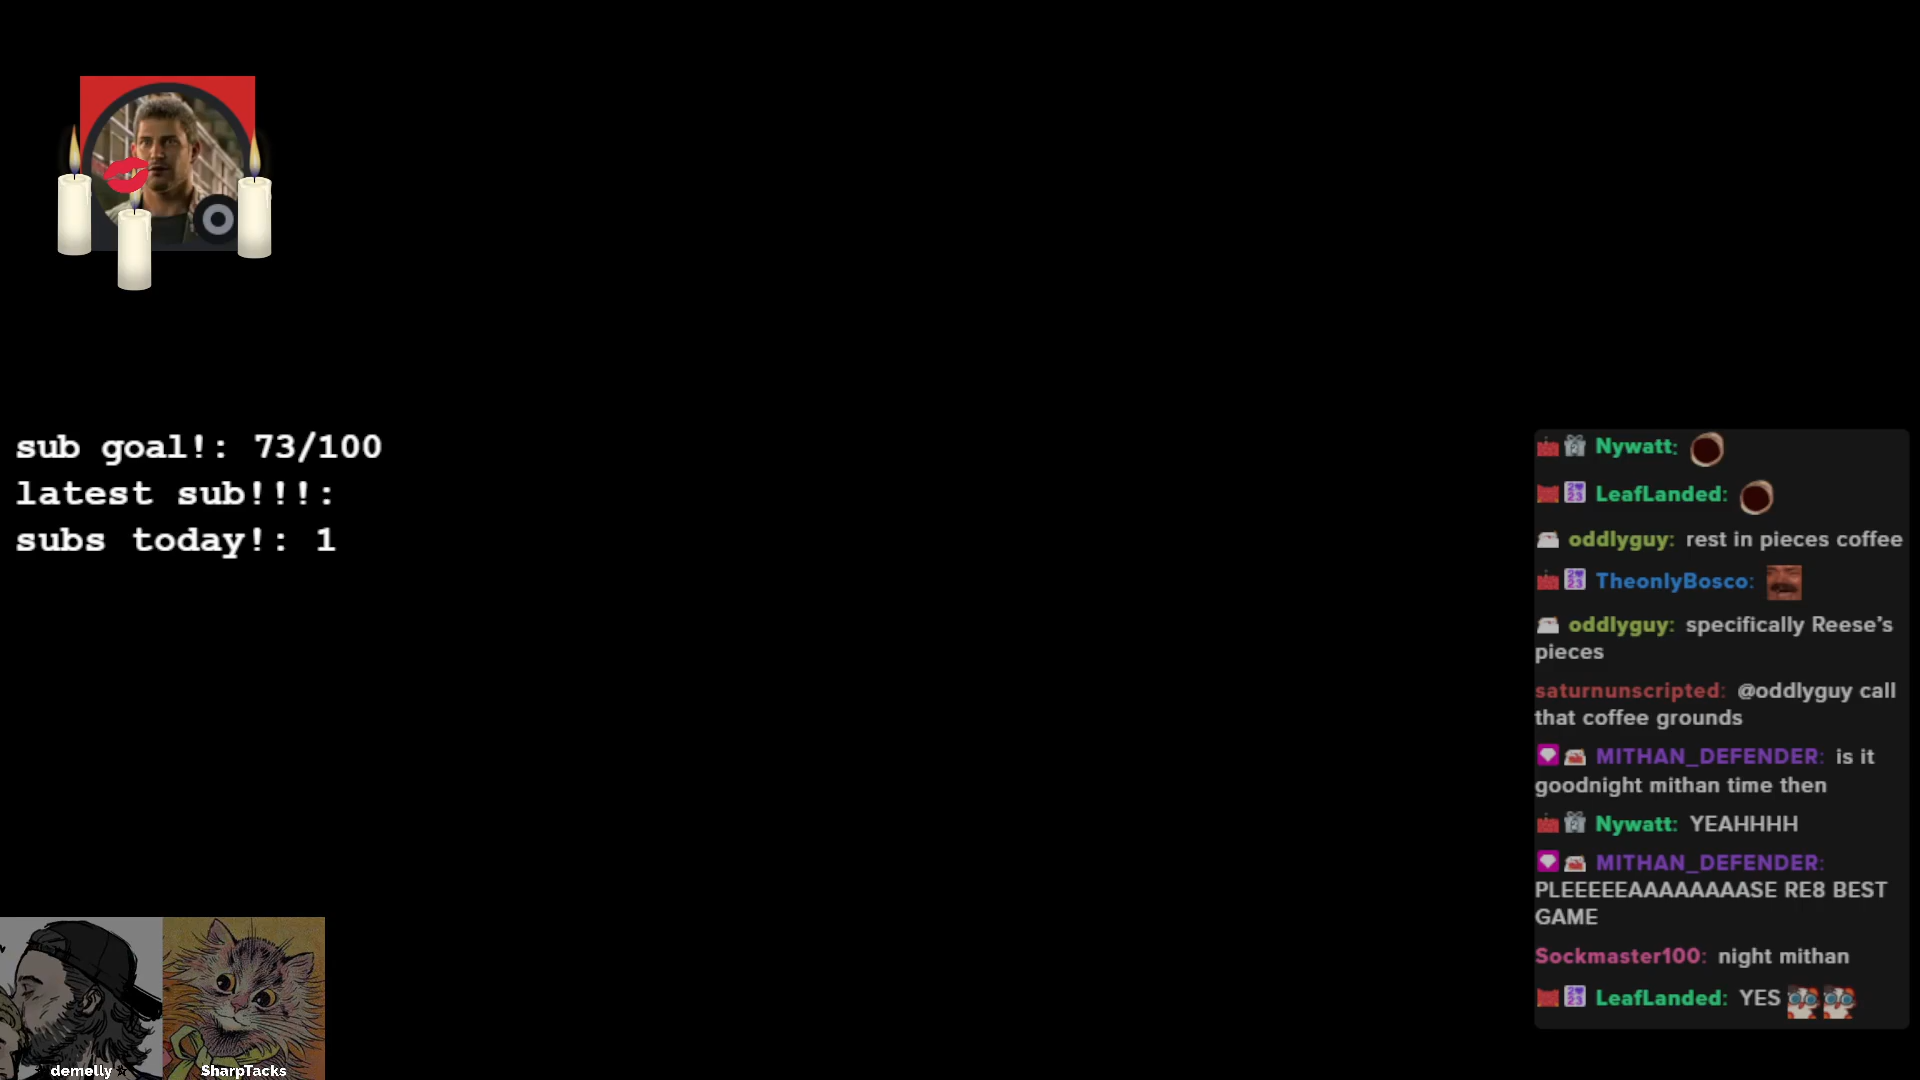 sub goal!: 73/100
latest sub!!!:
subs today!: 1
Nywatt:
LeafLanded:
oddlyguy: rest in pieces coffee
TheonlyBosco:
oddlyguy: specifically Reese's
pieces
saturnunscripted: @oddlyguy call
that coffee grounds
MITHAN_DEFENDER: is it
goodnight mithan time then
Nywatt: YEAHHHH
MITHAN_DEFENDER:
PLEEEEEAAAAAAAASE RE8 BEST
GAME
Sockmaster100: night mithan
LeafLanded: YES
demelly
SharpTacks